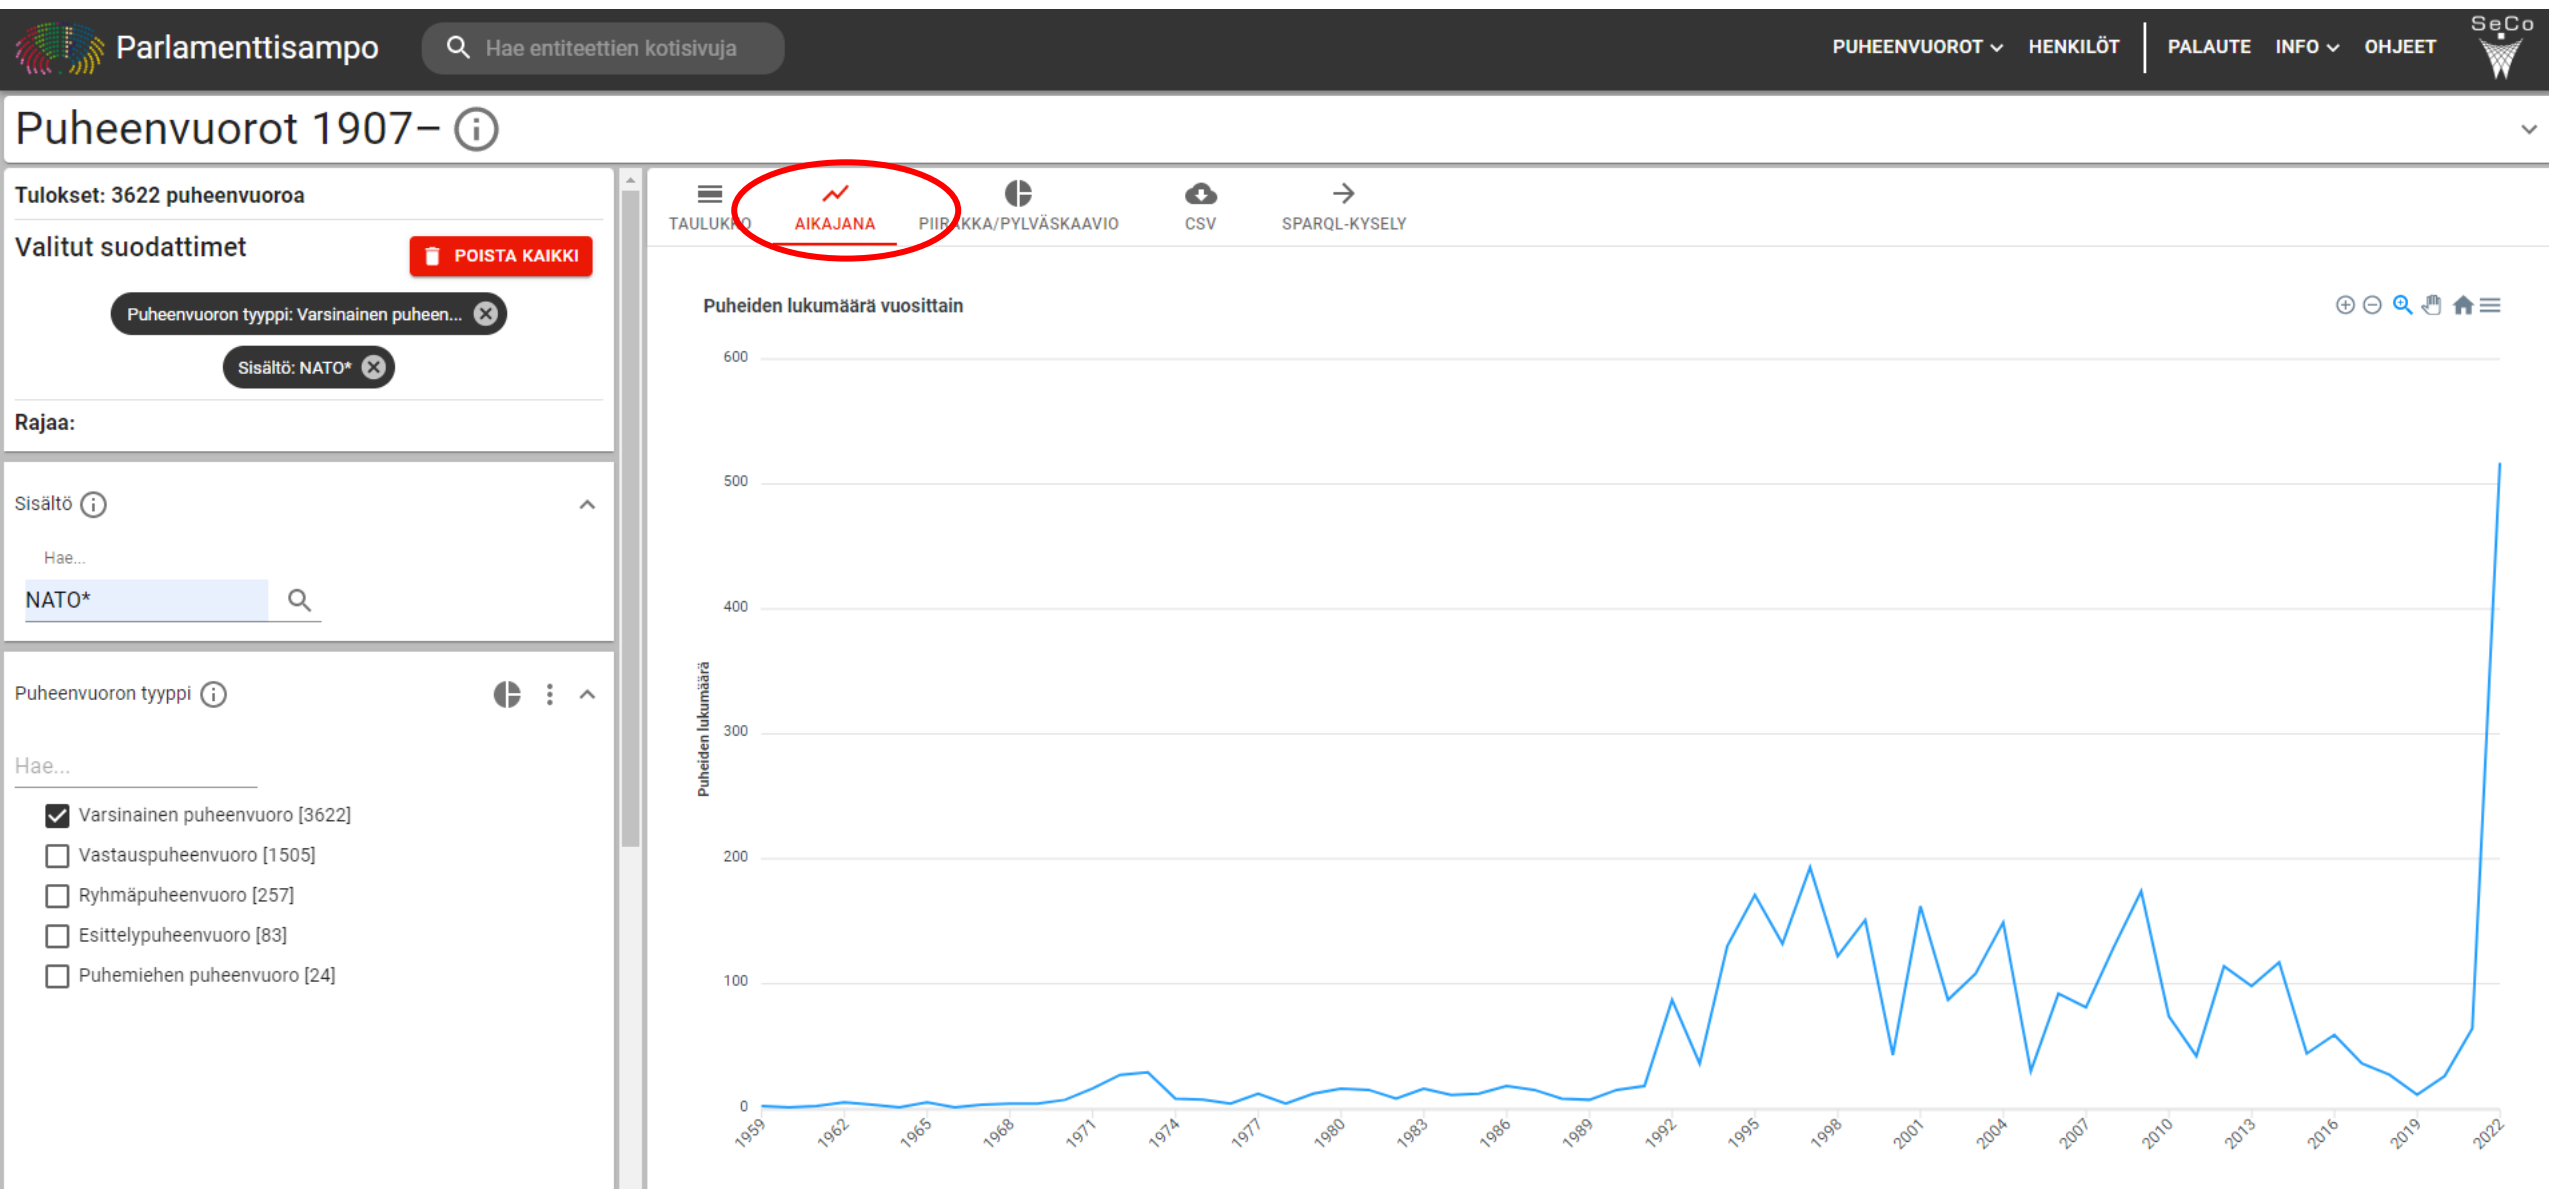 Parlamenttisampo
Hae entiteettien kotisivuja
PUHEENVUOROT HENKILÖT PALAUTE INFO OHJEET
SeCo
Puheenvuorot 1907–
Tulokset: 3622 puheenvuoroa
Valitut suodattimet
POISTA KAIKKI
Puheenvuoron tyyppi: Varsinainen puheen...
Sisältö: NATO*
Rajaa:
Sisältö
Hae...
NATO*
Puheenvuoron tyyppi
Hae...
Varsinainen puheenvuoro [3622]
Vastauspuheenvuoro [1505]
Ryhmäpuheenvuoro [257]
Esittelypuheenvuoro [83]
Puhemiehen puheenvuoro [24]
TAULUKKO AIKAJANA PIIRAKKA/PYLVÄSKAAVIO CSV SPARQL-KYSELY
Puheiden lukumäärä vuosittain
600
500
400
300
200
100
0
Puheiden lukumäärä
1959 1962 1965 1968 1971 1974 1977 1980 1983 1986 1989 1992 1995 1998 2001 2004 2007 2010 2013 2016 2019 2022